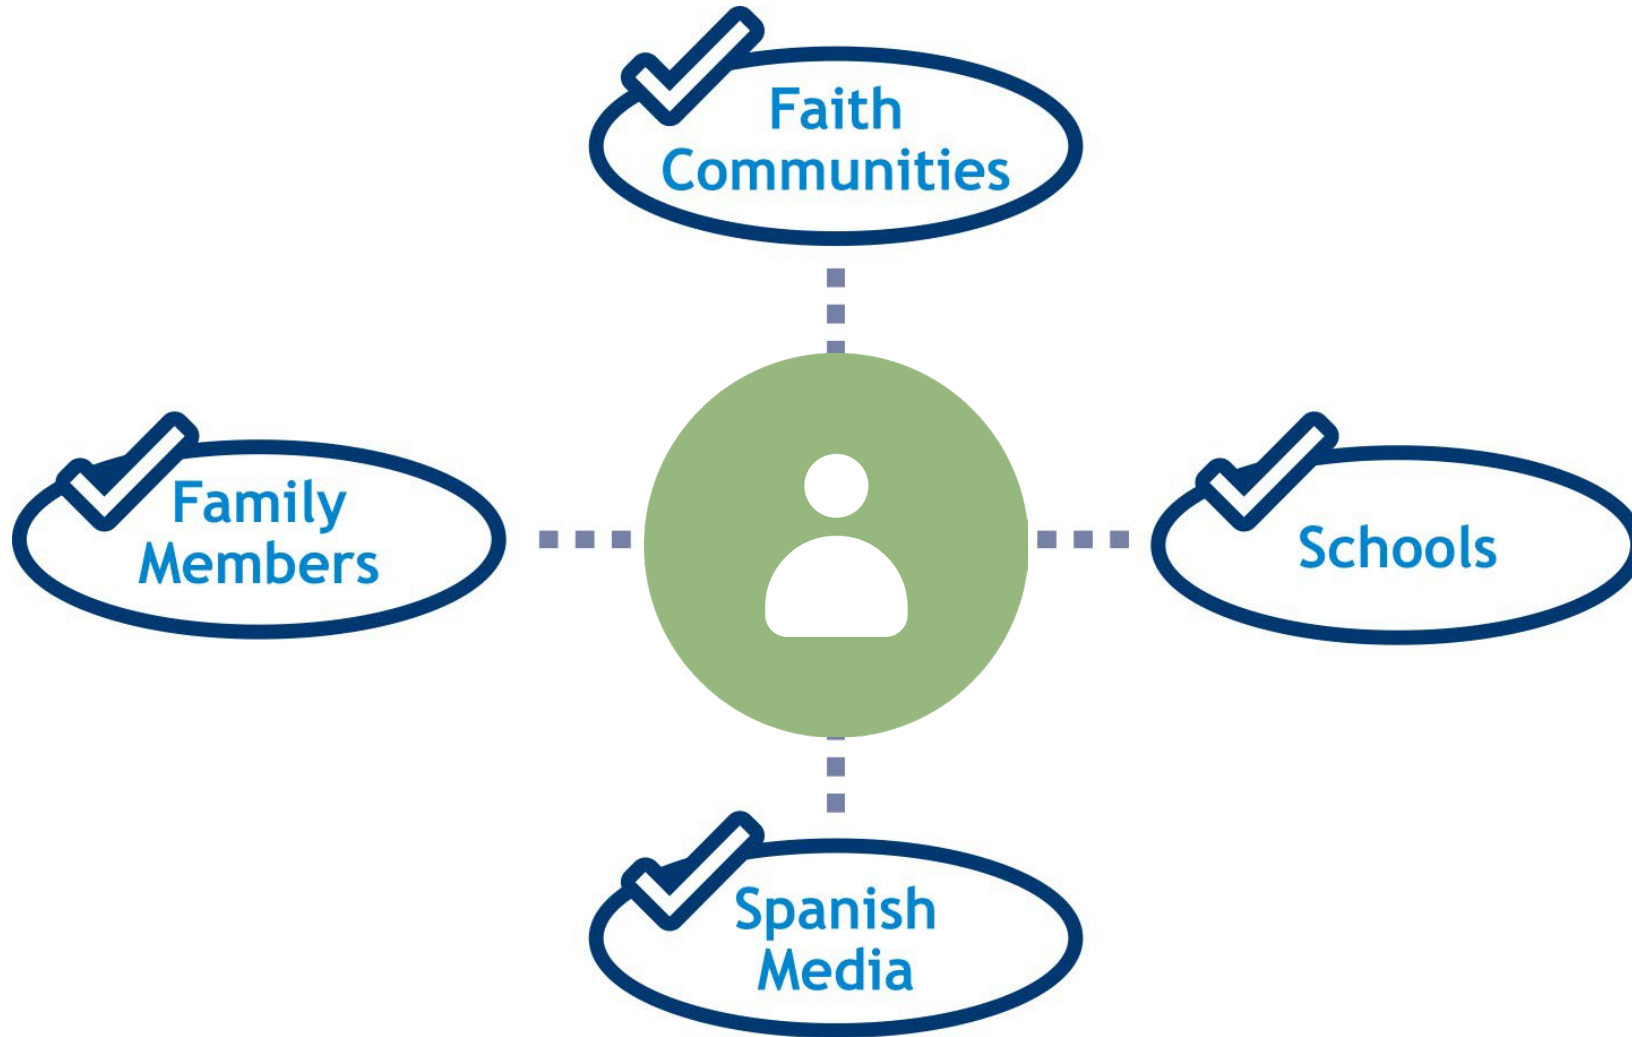 Faith
Communities
Family
Members
Schools
Spanish
Media